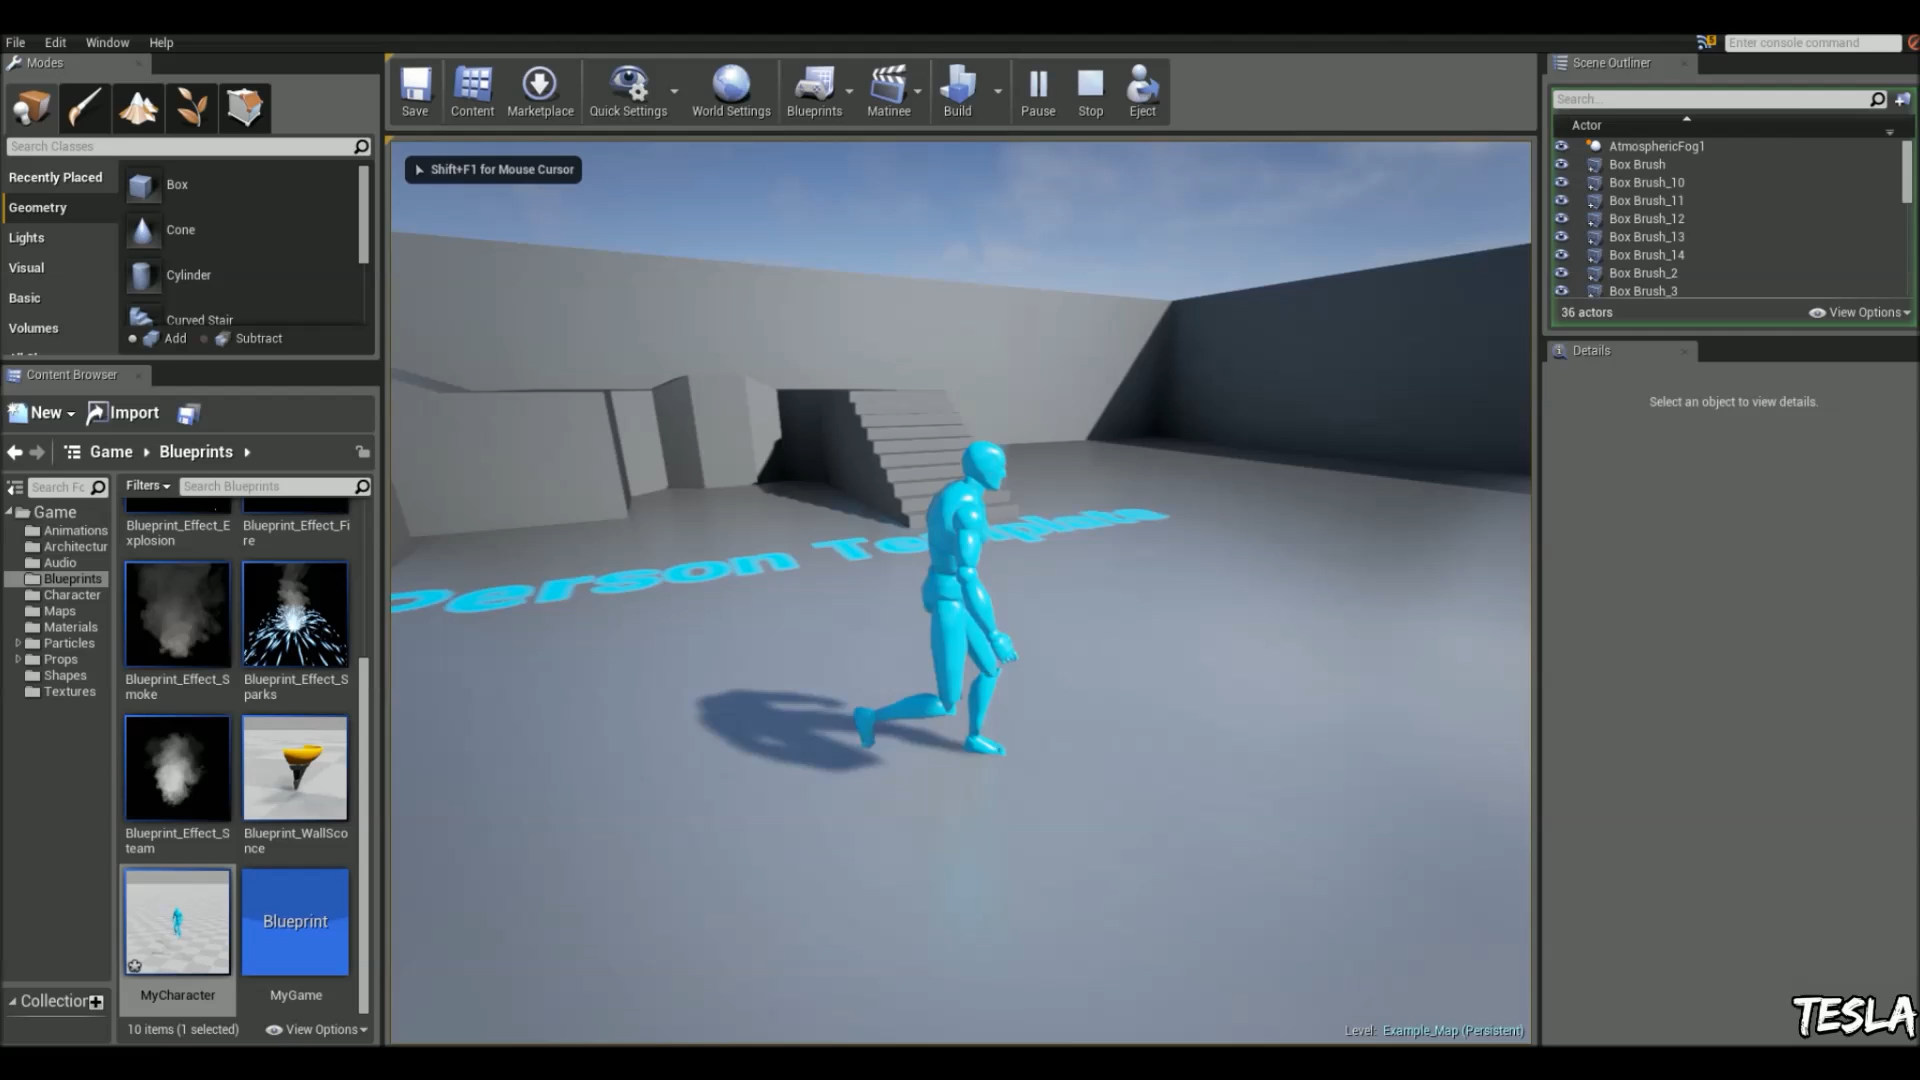 File Edit Window Help
Enter console command
Modes
Search Classes
Recently Placed
Geometry
Lights
Visual
Basic
Volumes
Box
Cone
Cylinder
Curved Stair
Add Subtract
Save Content Marketplace Quick Settings World Settings Blueprints Matinee Build Pause Stop Eject
Shift+F1 for Mouse Cursor
Person Template
Level: Example_Map (Persistent)
Scene Outliner
Search...
Actor
AtmosphericFog1
Box Brush
Box Brush_10
Box Brush_11
Box Brush_12
Box Brush_13
Box Brush_14
Box Brush_2
Box Brush_3
36 actors View Options
Details
Select an object to view details.
Content Browser
New Import
Game Blueprints
Search Fo
Filters Search Blueprints
Game
Animations
Architectur
Audio
Blueprints
Character
Maps
Materials
Particles
Props
Shapes
Textures
Collection
Blueprint_Effect_E
xplosion
Blueprint_Effect_Fi
re
Blueprint_Effect_S
moke
Blueprint_Effect_S
parks
Blueprint_Effect_S
team
Blueprint_WallSco
nce
Blueprint
MyCharacter
MyGame
10 items (1 selected) View Options
TESLA